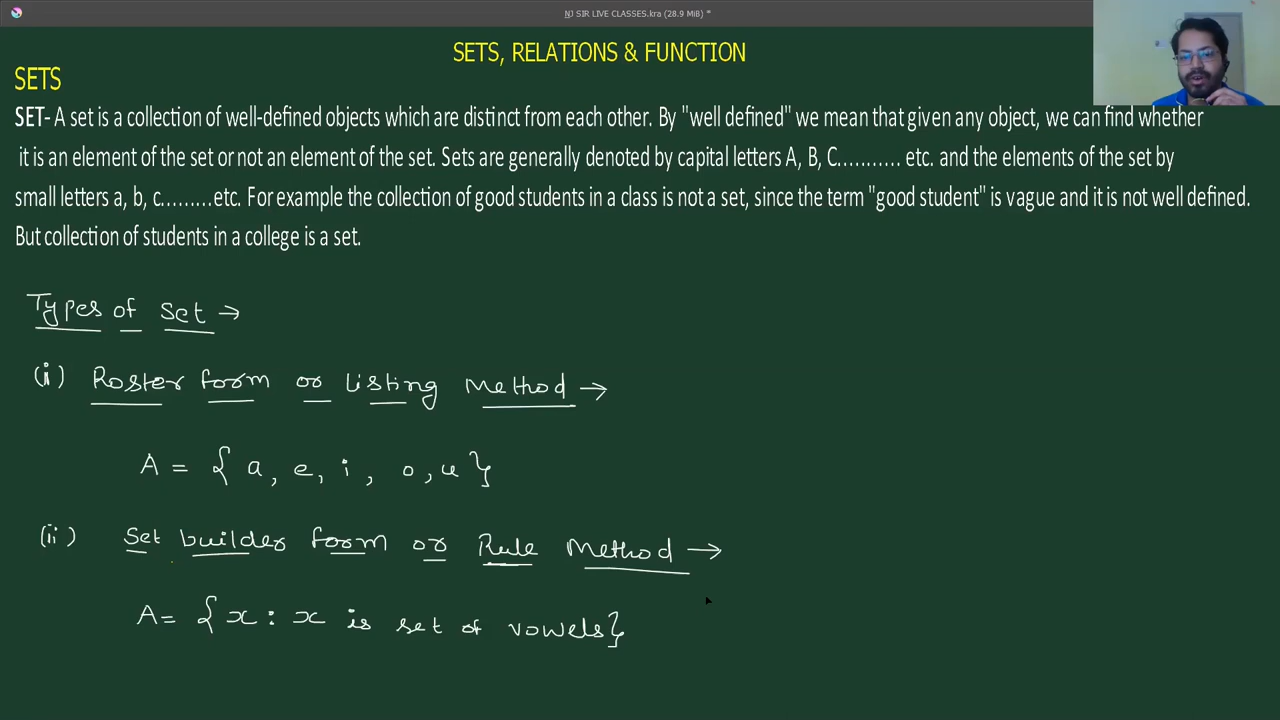 NJ SIR LIVE CLASSES.kra (28.9 MiB) *
SETS, RELATIONS & FUNCTION
SETS
SET- A set is a collection of well-defined objects which are distinct from each other. By "well defined" we mean that given any object, we can find whether
it is an element of the set or not an element of the set. Sets are generally denoted by capital letters A, B, C........... etc. and the elements of the set by
small letters a, b, c.........etc. For example the collection of good students in a class is not a set, since the term "good student" is vague and it is not well defined.
But collection of students in a college is a set.
Types of Set →
(i) Roster form or Listing Method →
A = { a, e, i, o, u }
(ii) Set builder form or Rule Method →
A = { x : x is set of vowels}